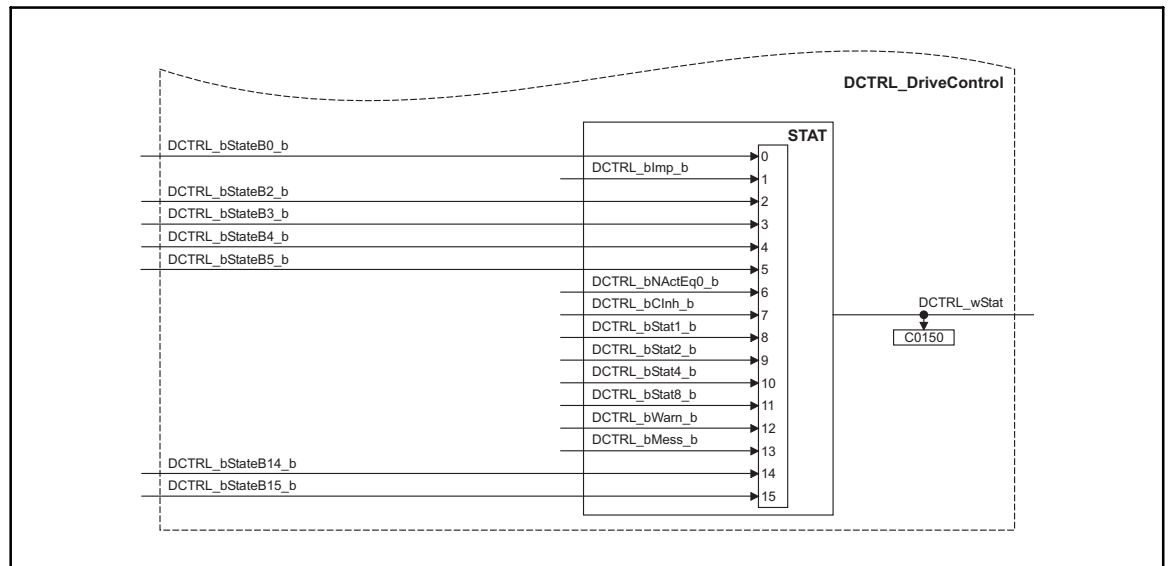 DCTRL_DriveControl
STAT
DCTRL_bStateB0_b
0
DCTRL_bImp_b
1
DCTRL_bStateB2_b
2
DCTRL_bStateB3_b
3
DCTRL_bStateB4_b
4
DCTRL_bStateB5_b
5
DCTRL_bNActEq0_b
6
DCTRL_bCInh_b
7
DCTRL_wStat
C0150
DCTRL_bStat1_b
8
DCTRL_bStat2_b
9
DCTRL_bStat4_b
10
DCTRL_bStat8_b
11
DCTRL_bWarn_b
12
DCTRL_bMess_b
13
DCTRL_bStateB14_b
14
DCTRL_bStateB15_b
15